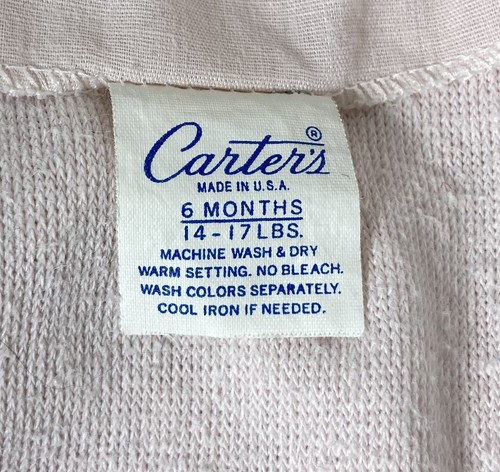 Carter's®
MADE IN U.S.A.
6 MONTHS
14-17 LBS.
MACHINE WASH & DRY
WARM SETTING. NO BLEACH.
WASH COLORS SEPARATELY.
COOL IRON IF NEEDED.